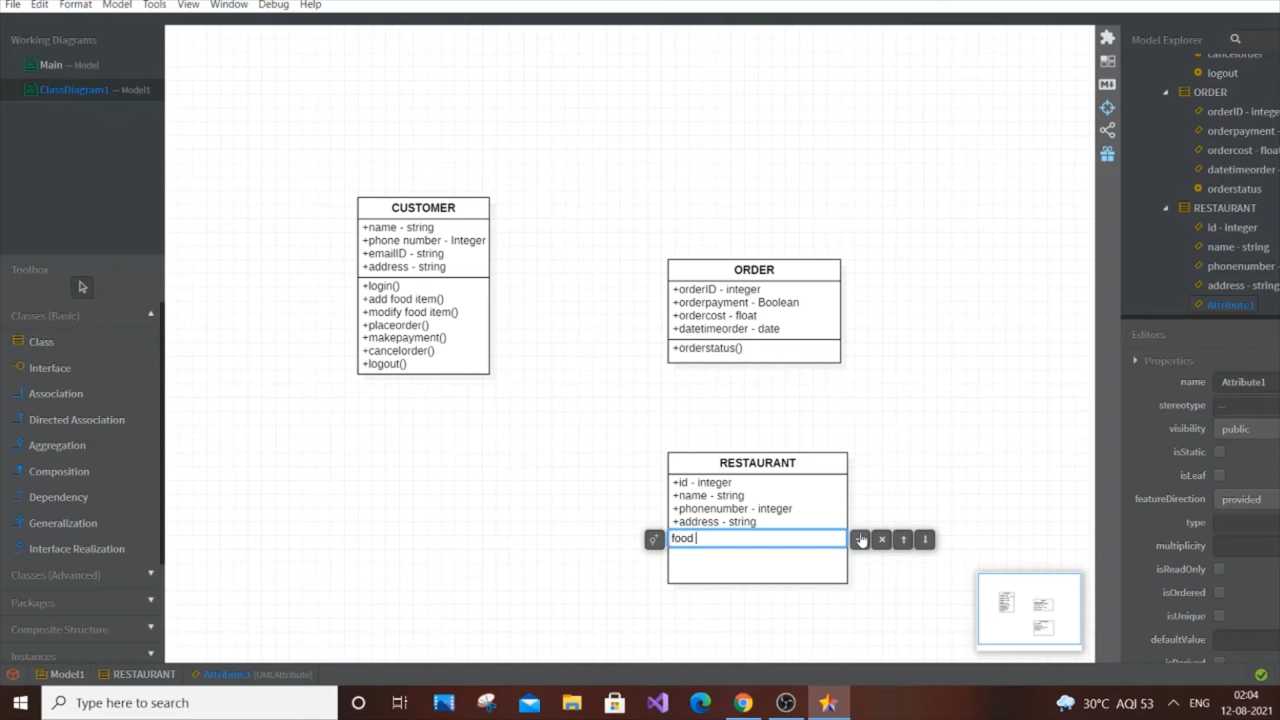 File Edit Format Model Tools View Window Debug Help
Working Diagrams
Main — Model
ClassDiagram1 — Model1
Toolbox
Classes (Basic)
Class
Interface
Association
Directed Association
Aggregation
Composition
Dependency
Generalization
Interface Realization
Classes (Advanced)
Packages
Composite Structure
Instances
CUSTOMER
+name - string
+phone number - Integer
+emailID - string
+address - string
+login()
+add food item()
+modify food item()
+placeorder()
+makepayment()
+cancelorder()
+logout()
ORDER
+orderID - integer
+orderpayment - Boolean
+ordercost - float
+datetimeorder - date
+orderstatus()
RESTAURANT
+id - integer
+name - string
+phonenumber - integer
+address - string
food
Model Explorer
cancelorder
logout
ORDER
orderID - intege
orderpayment -
ordercost - float
datetimeorder -
orderstatus
RESTAURANT
id - integer
name - string
phonenumber -
address - string
Attribute1
Editors
Properties
name Attribute1
stereotype ...
visibility public
isStatic
isLeaf
featureDirection provided
type
multiplicity
isReadOnly
isOrdered
isUnique
defaultValue
isDerived
Model1 RESTAURANT Attribute1 [UMLAttribute]
Type here to search
30°C AQI 53 ENG
02:04
12-08-2021